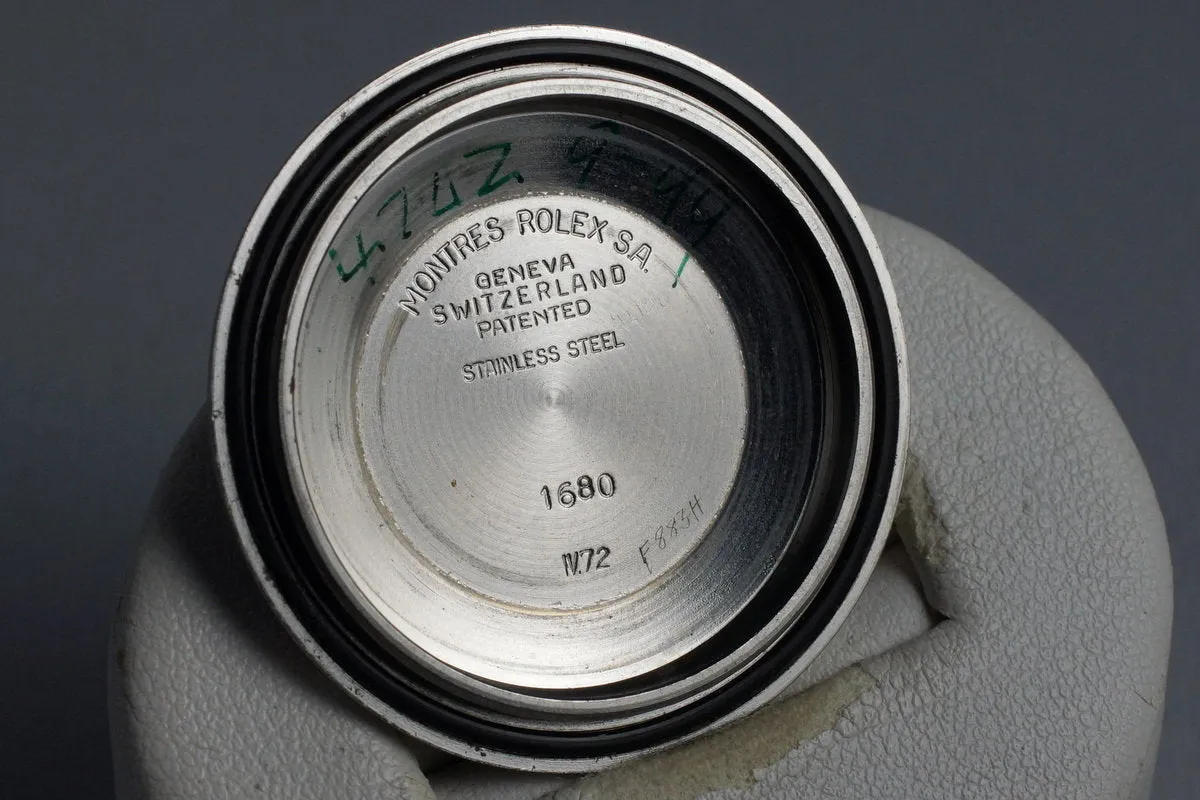 MONTRES ROLEX S.A.
GENEVA
SWITZERLAND
PATENTED
STAINLESS STEEL
1680
IV.72